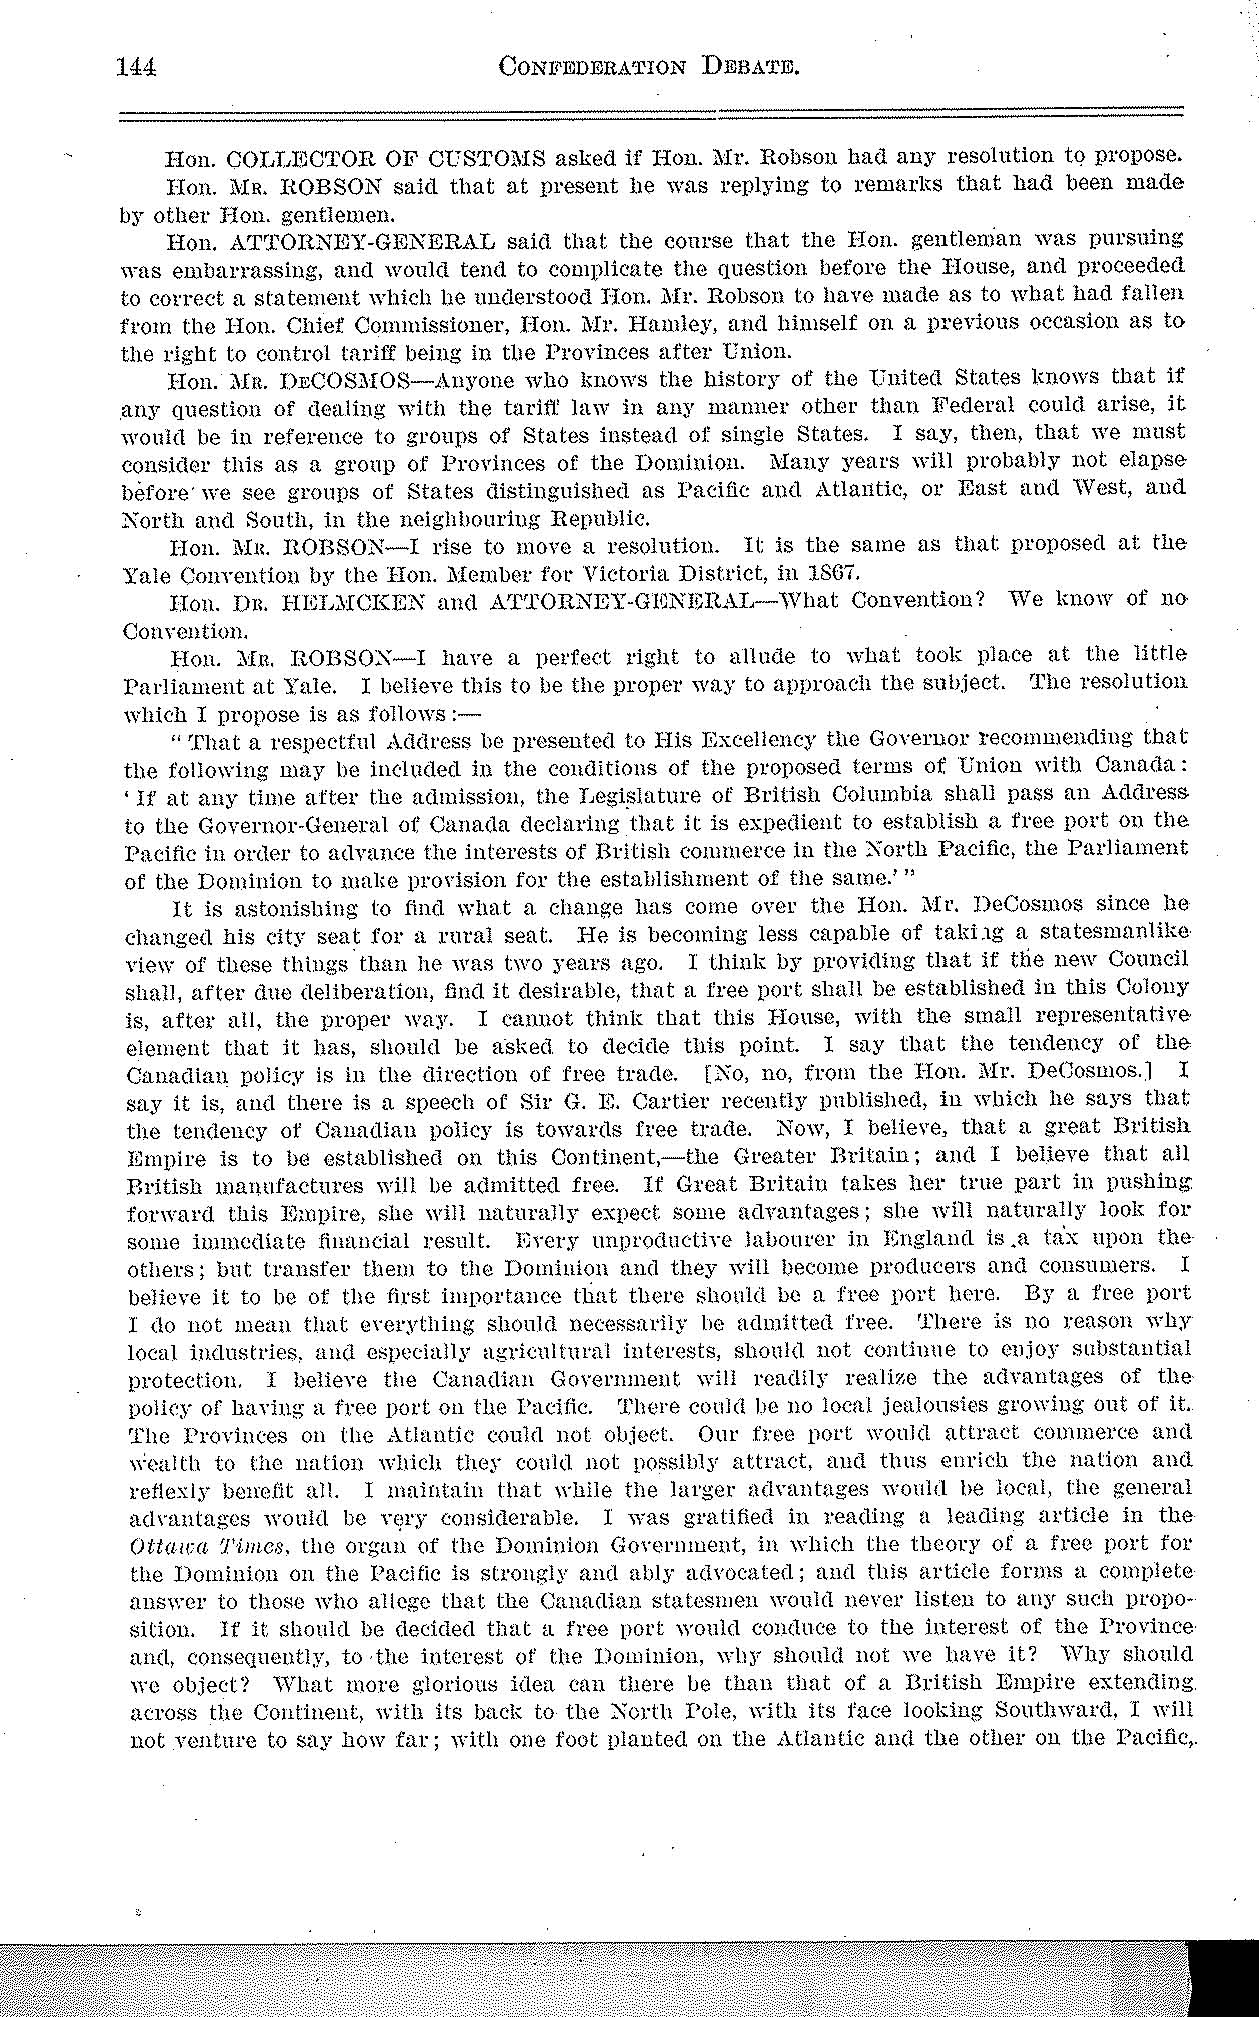 144 CONFEDERATION DEBATE.
Hon. COLLECTOR OF CUSTOMS asked if Hon. Mr. Robson had any resolution to propose.
Hon. MR. ROBSON said that at present he was replying to remarks that had been made
by other Hon. gentlemen.
Hon. ATTORNEY-GENERAL said that the course that the Hon. gentleman was pursuing
was embarrassing, and would tend to complicate the question before the House, and proceeded
to correct a statement which he understood Hon. Mr. Robson to have made as to what had fallen
from the Hon. Chief Commissioner, Hon. Mr. Hamley, and himself on a previous occasion as to
the right to control tariff being in the Provinces after Union.
Hon. MR. DECOSMOS—Anyone who knows the history of the United States knows that if
any question of dealing with the tariff law in any manner other than Federal could arise, it
would be in reference to groups of States instead of single States. I say, then, that we must
consider this as a group of Provinces of the Dominion. Many years will probably not elapse
before we see groups of States distinguished as Pacific and Atlantic, or East and West, and
North and South, in the neighbouring Republic.
Hon. MR. ROBSON—I rise to move a resolution. It is the same as that proposed at the
Yale Convention by the Hon. Member for Victoria District, in 1867.
Hon. DR. HELMCKEN and ATTORNEY-GENERAL—What Convention? We know of no
Convention.
Hon. MR. ROBSON—I have a perfect right to allude to what took place at the little
Parliament at Yale. I believe this to be the proper way to approach the subject. The resolution
which I propose is as follows:—
"That a respectful Address be presented to His Excellency the Governor recommending that
the following may be included in the conditions of the proposed terms of Union with Canada:
'If at any time after the admission, the Legislature of British Columbia shall pass an Address
to the Governor-General of Canada declaring that it is expedient to establish a free port on the
Pacific in order to advance the interests of British commerce in the North Pacific, the Parliament
of the Dominion to make provision for the establishment of the same.'"
It is astonishing to find what a change has come over the Hon. Mr. DeCosmos since he
changed his city seat for a rural seat. He is becoming less capable of taking a statesmanlike
view of these things than he was two years ago. I think by providing that if the new Council
shall, after due deliberation, find it desirable, that a free port shall be established in this Colony
is, after all, the proper way. I cannot think that this House, with the small representative
element that it has, should be asked to decide this point. I say that the tendency of the
Canadian policy is in the direction of free trade. [No, no, from the Hon. Mr. DeCosmos.] I
say it is, and there is a speech of Sir G. E. Cartier recently published, in which he says that
the tendency of Canadian policy is towards free trade. Now, I believe, that a great British
Empire is to be established on this Continent,—the Greater Britain; and I believe that all
British manufactures will be admitted free. If Great Britain takes her true part in pushing
forward this Empire, she will naturally expect some advantages; she will naturally look for
some immediate financial result. Every unproductive labourer in England is a tax upon the
others; but transfer them to the Dominion and they will become producers and consumers. I
believe it to be of the first importance that there should be a free port here. By a free port
I do not mean that everything should necessarily be admitted free. There is no reason why
local industries, and especially agricultural interests, should not continue to enjoy substantial
protection. I believe the Canadian Government will readily realize the advantages of the
policy of having a free port on the Pacific. There could be no local jealousies growing out of it.
The Provinces on the Atlantic could not object. Our free port would attract commerce and
wealth to the nation which they could not possibly attract, and thus enrich the nation and
reflexly benefit all. I maintain that while the larger advantages would be local, the general
advantages would be very considerable. I was gratified in reading a leading article in the
Ottawa Times, the organ of the Dominion Government, in which the theory of a free port for
the Dominion on the Pacific is strongly and ably advocated; and this article forms a complete
answer to those who allege that the Canadian statesmen would never listen to any such propo-
sition. If it should be decided that a free port would conduce to the interest of the Province
and, consequently, to the interest of the Dominion, why should not we have it? Why should
we object? What more glorious idea can there be than that of a British Empire extending
across the Continent, with its back to the North Pole, with its face looking Southward, I will
not venture to say how far; with one foot planted on the Atlantic and the other on the Pacific,